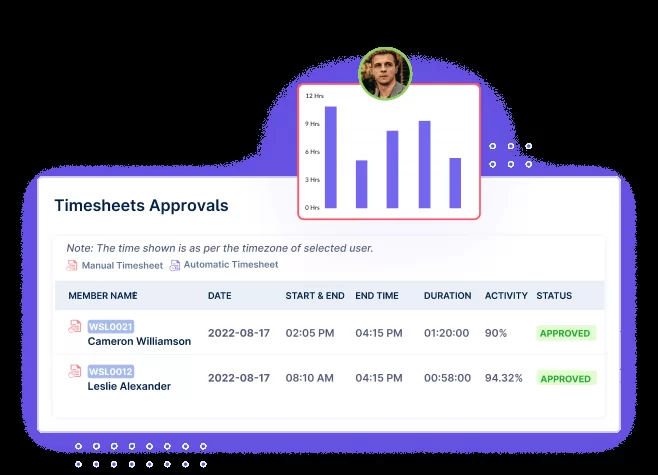 12 Hrs
9 Hrs
6 Hrs
3 Hrs
0 Hrs
Timesheets Approvals
Note: The time shown is as per the timezone of selected user.
Manual Timesheet Automatic Timesheet
MEMBER NAME DATE START & END END TIME DURATION ACTIVITY STATUS
WSL0021
Cameron Williamson 2022-08-17 02:05 PM 04:15 PM 01:20:00 90% APPROVED
WSL0012
Leslie Alexander 2022-08-17 08:10 AM 04:15 PM 00:58:00 94.32% APPROVED